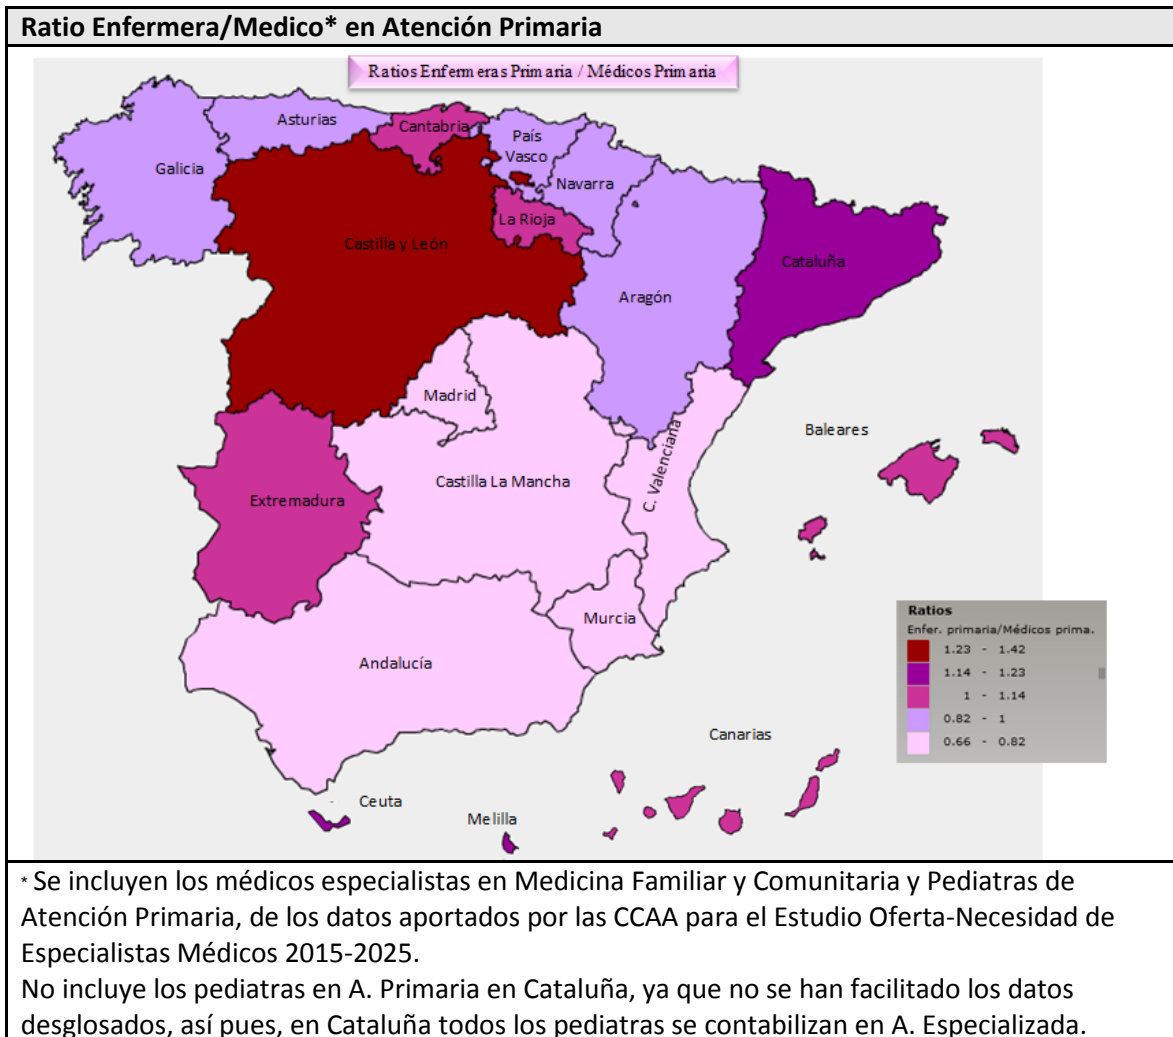 Ratio Enfermera/Medico* en Atención Primaria
Ratios Enfermeras Primaria / Médicos Primaria
Asturias
Cantabria
País
Vasco
Galicia
Navarra
La Rioja
Castilla y León
Cataluña
Aragón
Madrid
Baleares
C. Valenciana
Castilla La Mancha
Extremadura
Murcia
Andalucía
Canarias
Ceuta
Melilla
Ratios
Enfer. primaria/Médicos prima.
1.23 - 1.42
1.14 - 1.23
1 - 1.14
0.82 - 1
0.66 - 0.82
* Se incluyen los médicos especialistas en Medicina Familiar y Comunitaria y Pediatras de
Atención Primaria, de los datos aportados por las CCAA para el Estudio Oferta-Necesidad de
Especialistas Médicos 2015-2025.
No incluye los pediatras en A. Primaria en Cataluña, ya que no se han facilitado los datos
desglosados, así pues, en Cataluña todos los pediatras se contabilizan en A. Especializada.